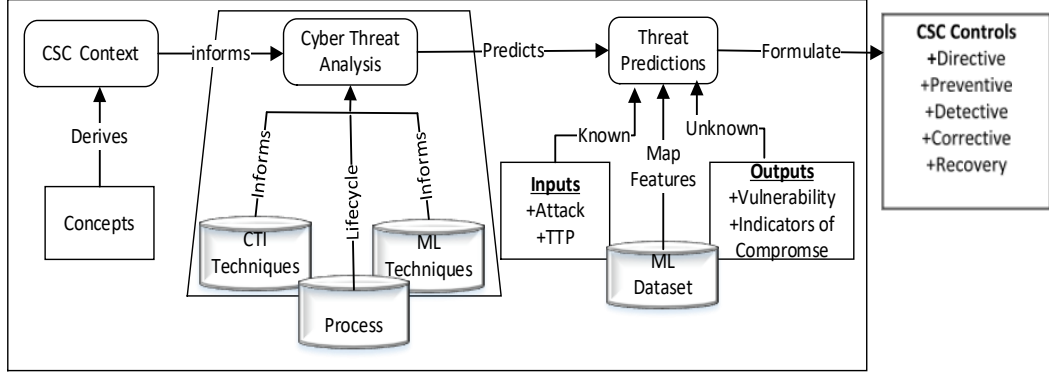 CSC Context
informs
Cyber Threat
Analysis
Predicts
Threat
Predictions
Formulate
CSC Controls
+Directive
+Preventive
+Detective
+Corrective
+Recovery
Derives
Concepts
Informs
Lifecycle
Informs
CTI
Techniques
ML
Techniques
Process
Known
Map
Features
Unknown
Inputs
+Attack
+TTP
Outputs
+Vulnerability
+Indicators of
Compromse
ML
Dataset